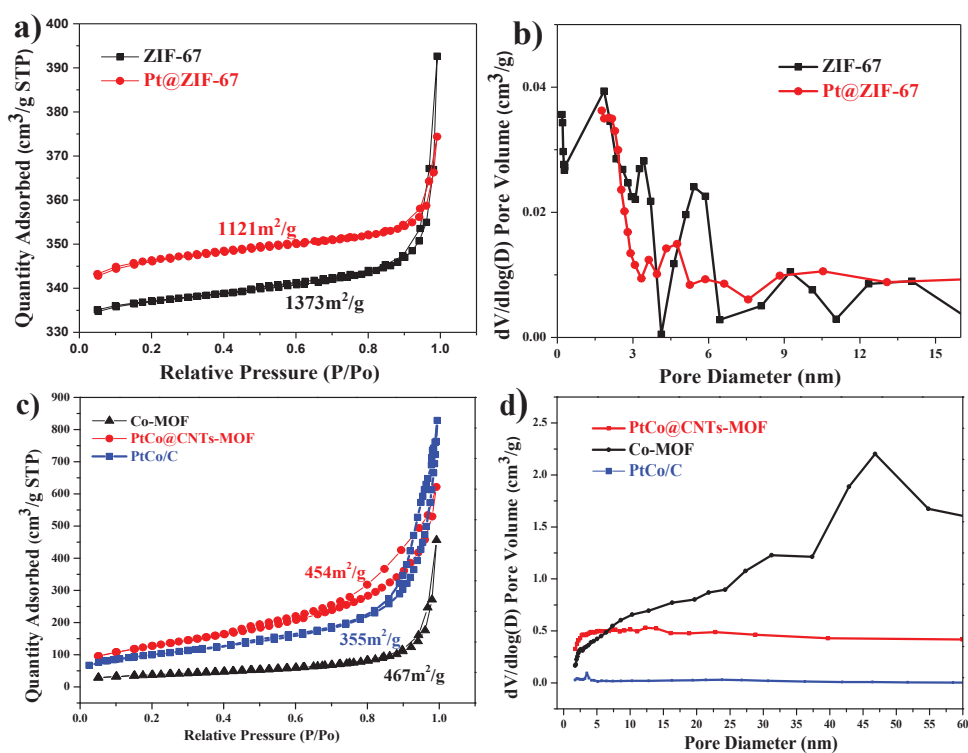 a)
Quantity Adsorbed (cm³/g STP)
400
390
380
370
360
350
340
330
ZIF-67
Pt@ZIF-67
1121m²/g
1373m²/g
0.0 0.2 0.4 0.6 0.8 1.0
Relative Pressure (P/Po)
b)
dV/dlog(D) Pore Volume (cm³/g)
0.04
0.02
0.00
ZIF-67
Pt@ZIF-67
0 3 6 9 12 15
Pore Diameter (nm)
c)
Quantity Adsorbed (cm³/g STP)
900
800
700
600
500
400
300
200
100
0
Co-MOF
PtCo@CNTs-MOF
PtCo/C
454m²/g
355m²/g
467m²/g
0.0 0.2 0.4 0.6 0.8 1.0
Relative Pressure (P/Po)
d)
dV/dlog(D) Pore Volume (cm³/g)
2.5
2.0
1.5
1.0
0.5
0.0
PtCo@CNTs-MOF
Co-MOF
PtCo/C
0 5 10 15 20 25 30 35 40 45 50 55 60
Pore Diameter (nm)